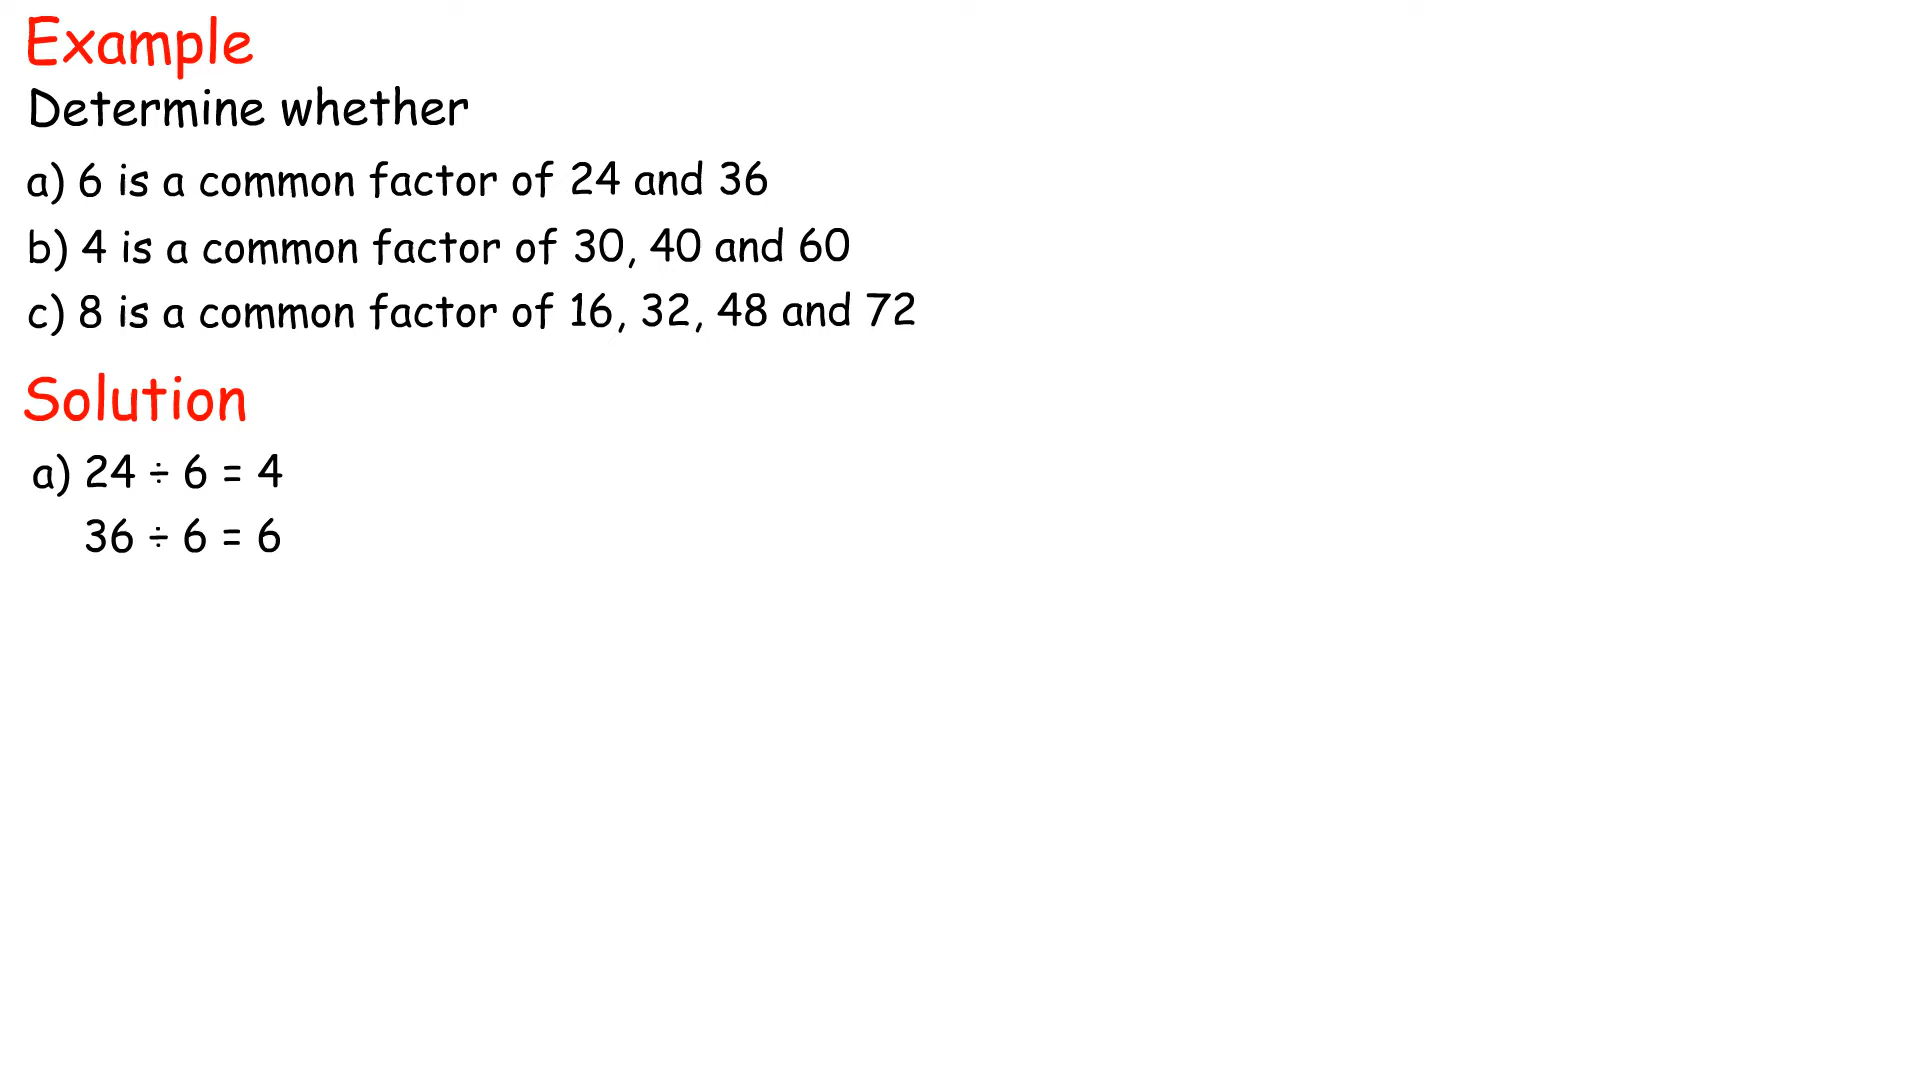 Example
Determine whether
a) 6 is a common factor of 24 and 36
b) 4 is a common factor of 30, 40 and 60
c) 8 is a common factor of 16, 32, 48 and 72
Solution
a) 24 ÷ 6 = 4
36 ÷ 6 = 6